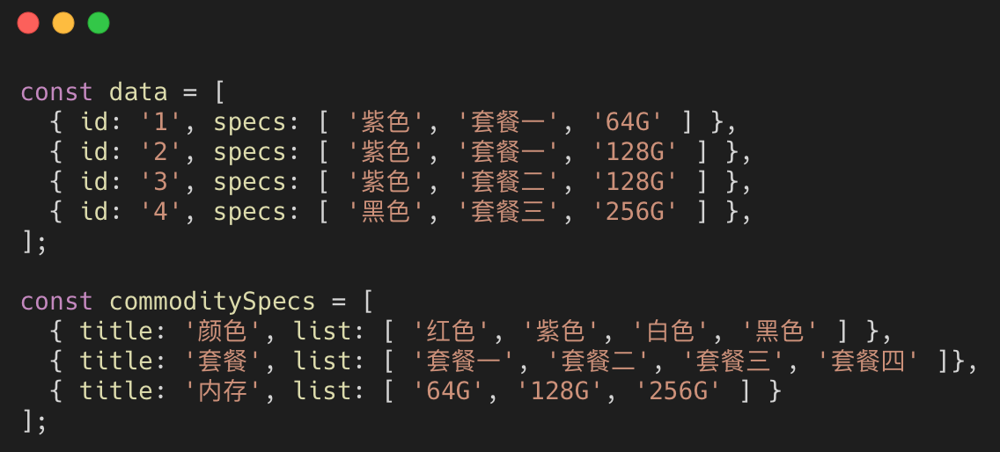 const data = [
  { id: '1', specs: [ '紫色', '套餐一', '64G' ] },
  { id: '2', specs: [ '紫色', '套餐一', '128G' ] },
  { id: '3', specs: [ '紫色', '套餐二', '128G' ] },
  { id: '4', specs: [ '黑色', '套餐三', '256G' ] },
];
const commoditySpecs = [
  { title: '颜色', list: [ '红色', '紫色', '白色', '黑色' ] },
  { title: '套餐', list: [ '套餐一', '套餐二', '套餐三', '套餐四' ]},
  { title: '内存', list: [ '64G', '128G', '256G' ] }
];